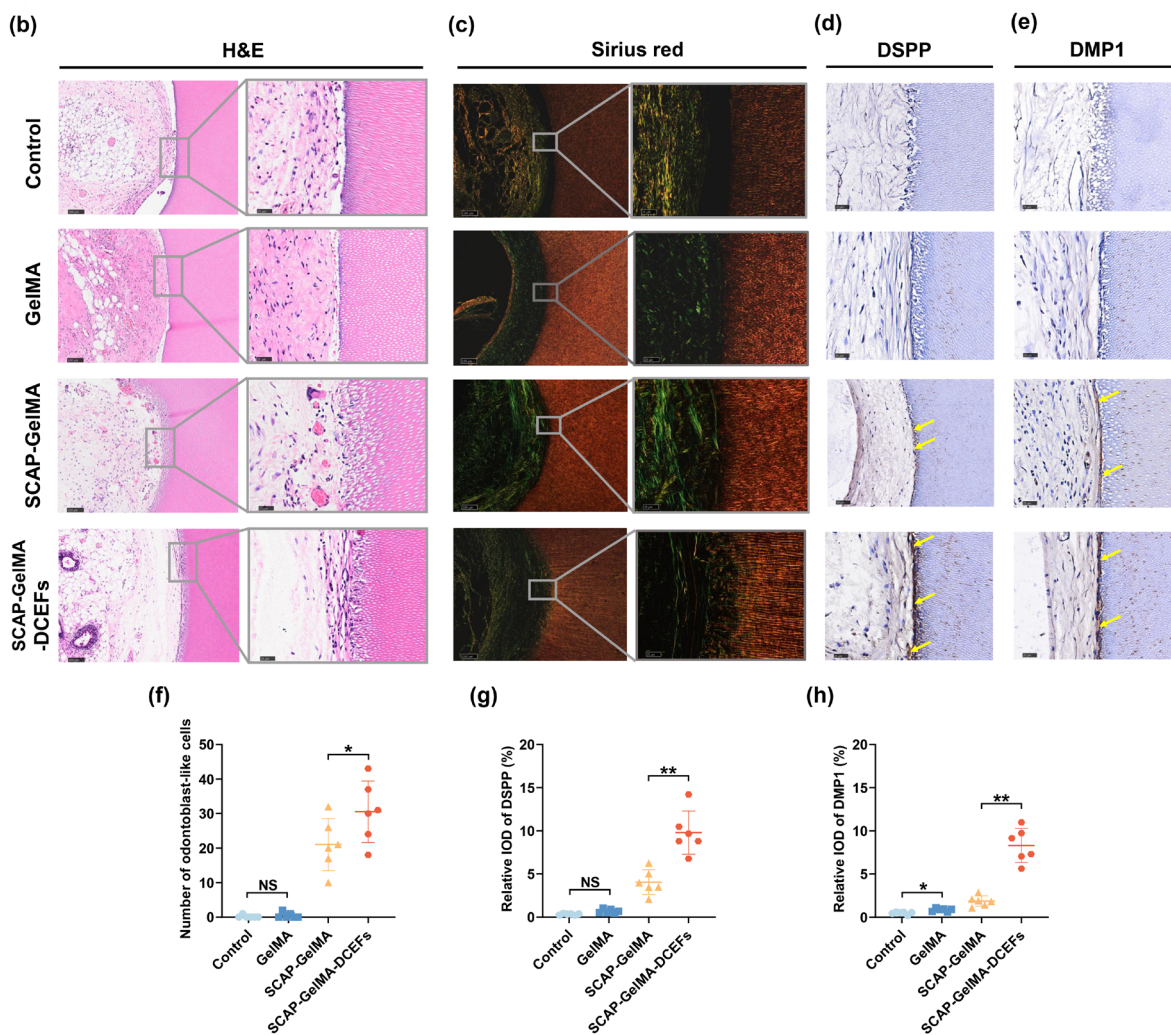 (b)
(c)
(d)
(e)
H&E
Sirius red
DSPP
DMP1
Control
GelMA
SCAP-GelMA
SCAP-GelMA
-DCEFs
(f)
(g)
(h)
Number of odontoblast-like cells
50
40
30
20
10
0
NS
*
Control
GelMA
SCAP-GelMA
SCAP-GelMA-DCEFs
Relative IOD of DSPP (%)
20
15
10
5
0
NS
**
Control
GelMA
SCAP-GelMA
SCAP-GelMA-DCEFs
Relative IOD of DMP1 (%)
20
15
10
5
0
*
**
Control
GelMA
SCAP-GelMA
SCAP-GelMA-DCEFs